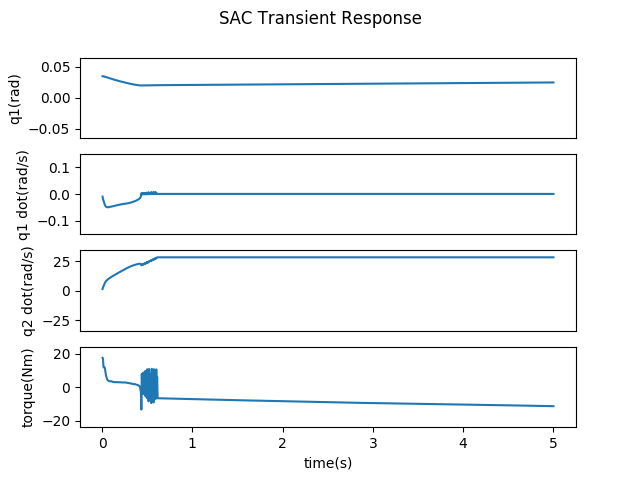 SAC Transient Response
0.05
0.00
−0.05
q1(rad)
0.1
0.0
−0.1
q1 dot(rad/s)
25
0
−25
q2 dot(rad/s)
20
0
−20
torque(Nm)
0 1 2 3 4 5
time(s)